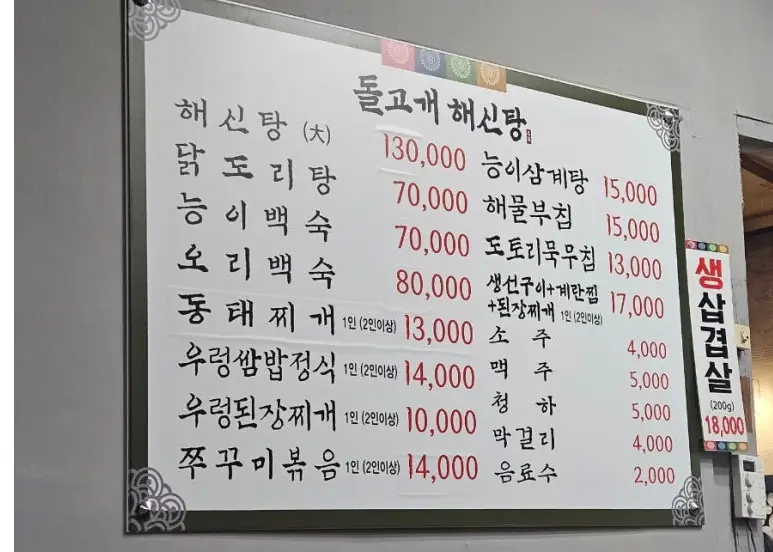 돌고개 해신탕
해신탕 (大) 130,000
닭도리탕 70,000
능이백숙 70,000
오리백숙 80,000
동태찌개 1인 (2인이상) 13,000
우렁쌈밥정식 1인 (2인이상) 14,000
우렁된장찌개 1인 (2인이상) 10,000
쭈꾸미볶음 1인 (2인이상) 14,000
능이삼계탕 15,000
해물부침 15,000
도토리묵무침 13,000
생선구이+계란찜
+된장찌개 1인 (2인이상) 17,000
소주 4,000
맥주 5,000
청하 5,000
막걸리 4,000
음료수 2,000
생삼겹살
(200g)
18,000